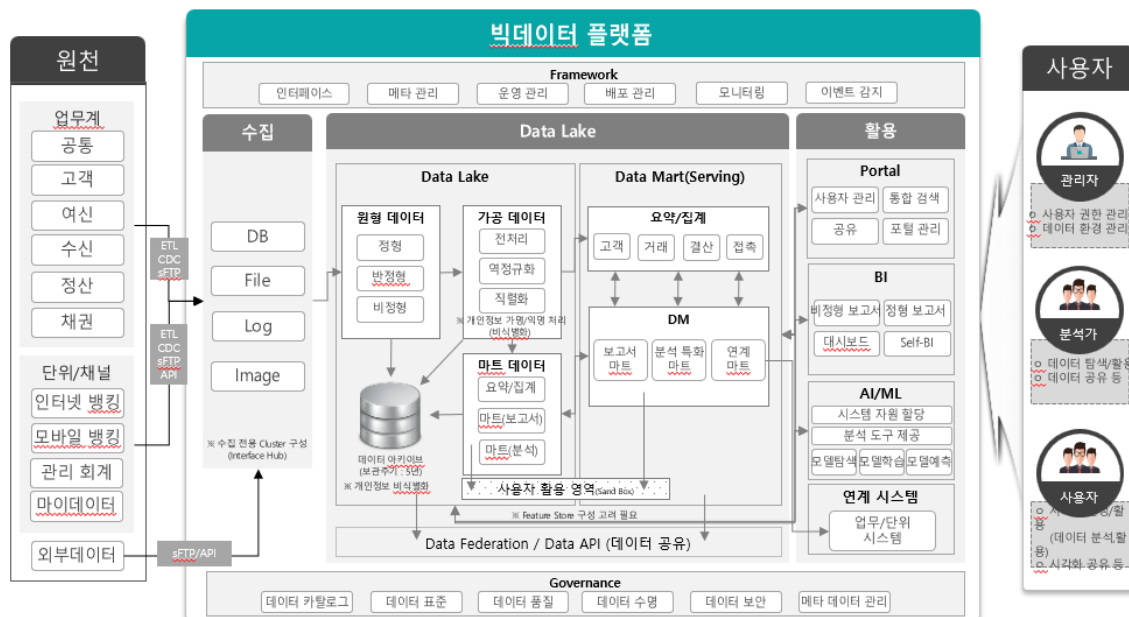 빅데이터 플랫폼
원천
업무계
공통
고객
여신
수신
정산
채권
단위/채널
인터넷 뱅킹
모바일 뱅킹
관리 회계
마이데이터
외부데이터
ETL
CDC
sFTP
ETL
CDC
sFTP
API
sFTP/API
Framework
인터페이스
메타 관리
운영 관리
배포 관리
모니터링
이벤트 감지
수집
DB
File
Log
Image
※ 수집 전용 Cluster 구성
(Interface Hub)
Data Lake
Data Lake
원형 데이터
정형
반정형
비정형
가공 데이터
전처리
역정규화
직렬화
※ 개인정보 가명/익명 처리
(비식별화)
마트 데이터
요약/집계
마트(보고서)
마트(분석)
데이터 아카이브
(보관주기 : 5년)
※ 개인정보 비식별화
Data Mart(Serving)
요약/집계
고객
거래
결산
접촉
DM
보고서
마트
분석 특화
마트
연계
마트
사용자 활용 영역(Sand Box)
※ Feature Store 구성 고려 필요
Data Federation / Data API (데이터 공유)
활용
Portal
사용자 관리
통합 검색
공유
포털 관리
BI
비정형 보고서
정형 보고서
대시보드
Self-BI
AI/ML
시스템 자원 할당
분석 도구 제공
모델탐색
모델학습
모델예측
연계 시스템
업무/단위
시스템
Governance
데이터 카탈로그
데이터 표준
데이터 품질
데이터 수명
데이터 보안
메타 데이터 관리
사용자
관리자
사용자 권한 관리
데이터 환경 관리
분석가
데이터 탐색/활용
데이터 공유 등
사용자
/활
용
(데이터 분석,활
용)
시각화 공유 등